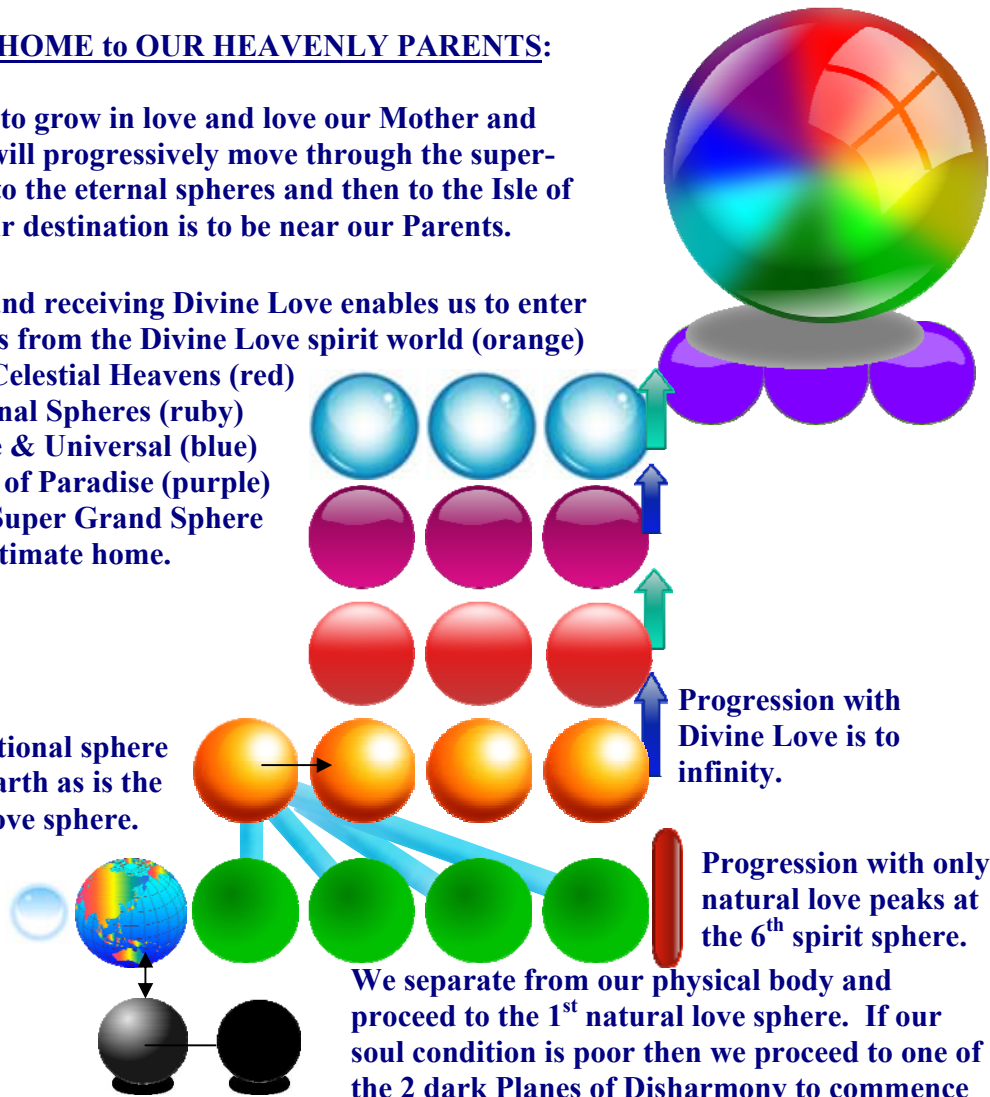 HOME to OUR HEAVENLY PARENTS:
to grow in love and love our Mother and
will progressively move through the super-
to the eternal spheres and then to the Isle of
r destination is to be near our Parents.
and receiving Divine Love enables us to enter
s from the Divine Love spirit world (orange)
Celestial Heavens (red)
nal Spheres (ruby)
e & Universal (blue)
of Paradise (purple)
Super Grand Sphere
timate home.
Progression with
Divine Love is to
infinity.
tional sphere
arth as is the
ove sphere.
Progression with only
natural love peaks at
the 6th spirit sphere.
We separate from our physical body and
proceed to the 1st natural love sphere.  If our
soul condition is poor then we proceed to one of
the 2 dark Planes of Disharmony to commence